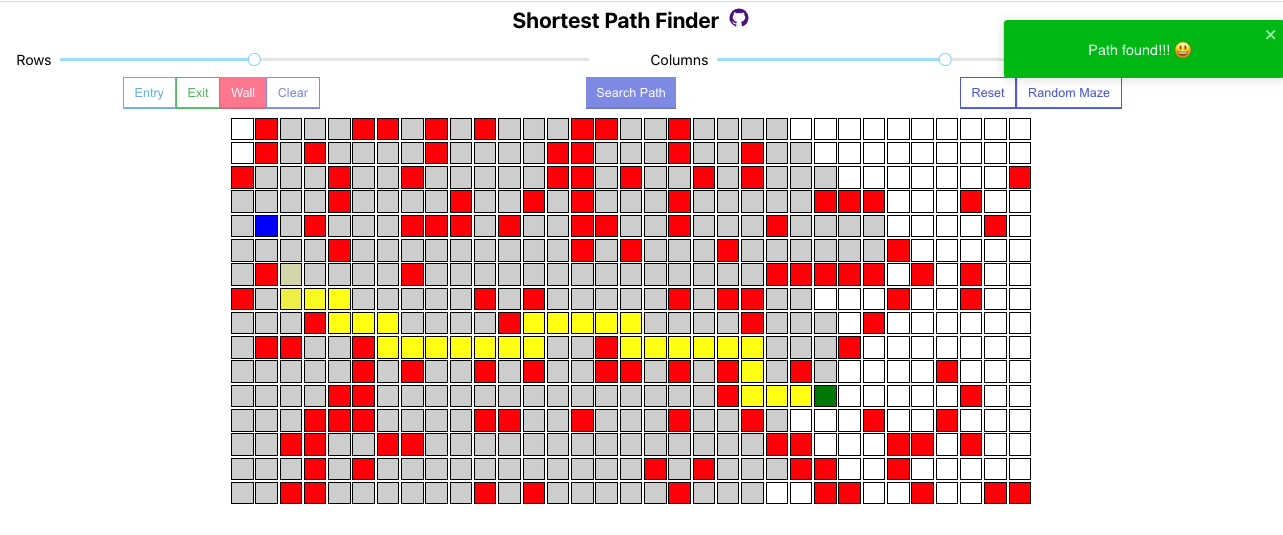 Shortest Path Finder
Path found!!! 😃
Rows
Columns
Entry
Exit
Wall
Clear
Search Path
Reset
Random Maze